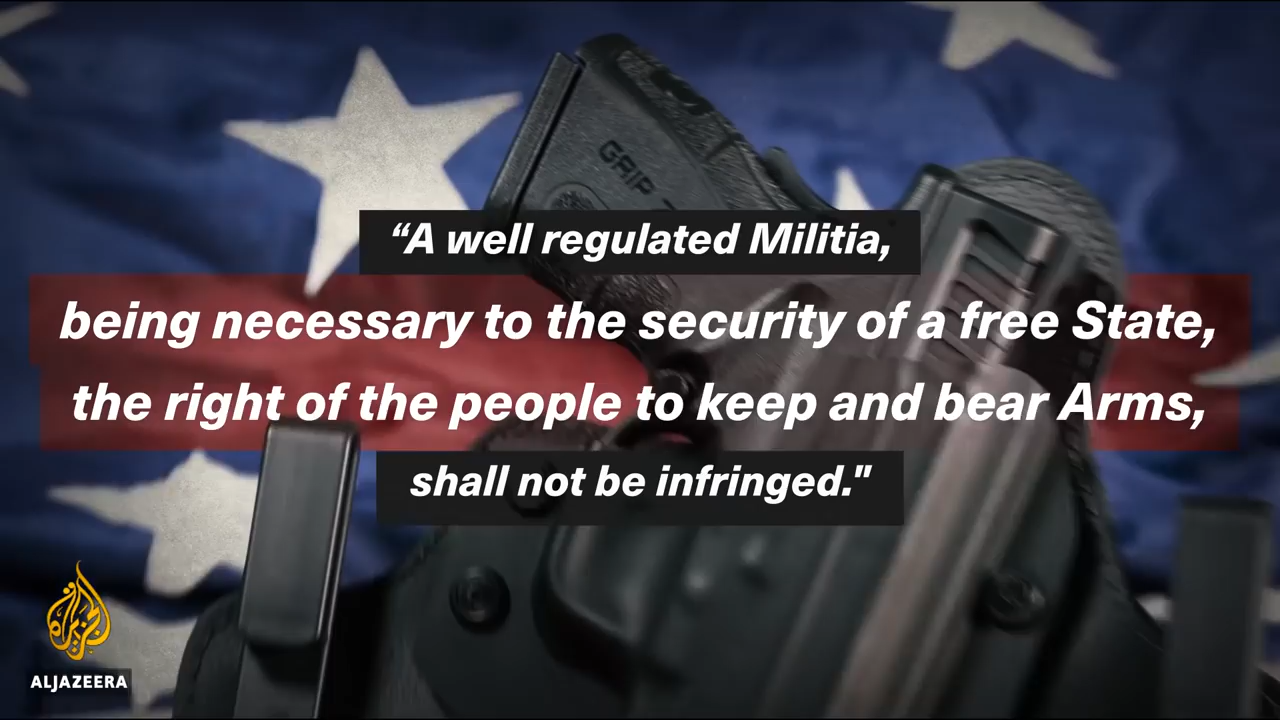 GRIP
“A well regulated Militia,
being necessary to the security of a free State,
the right of the people to keep and bear Arms,
shall not be infringed."
الجزيرة
ALJAZEERA